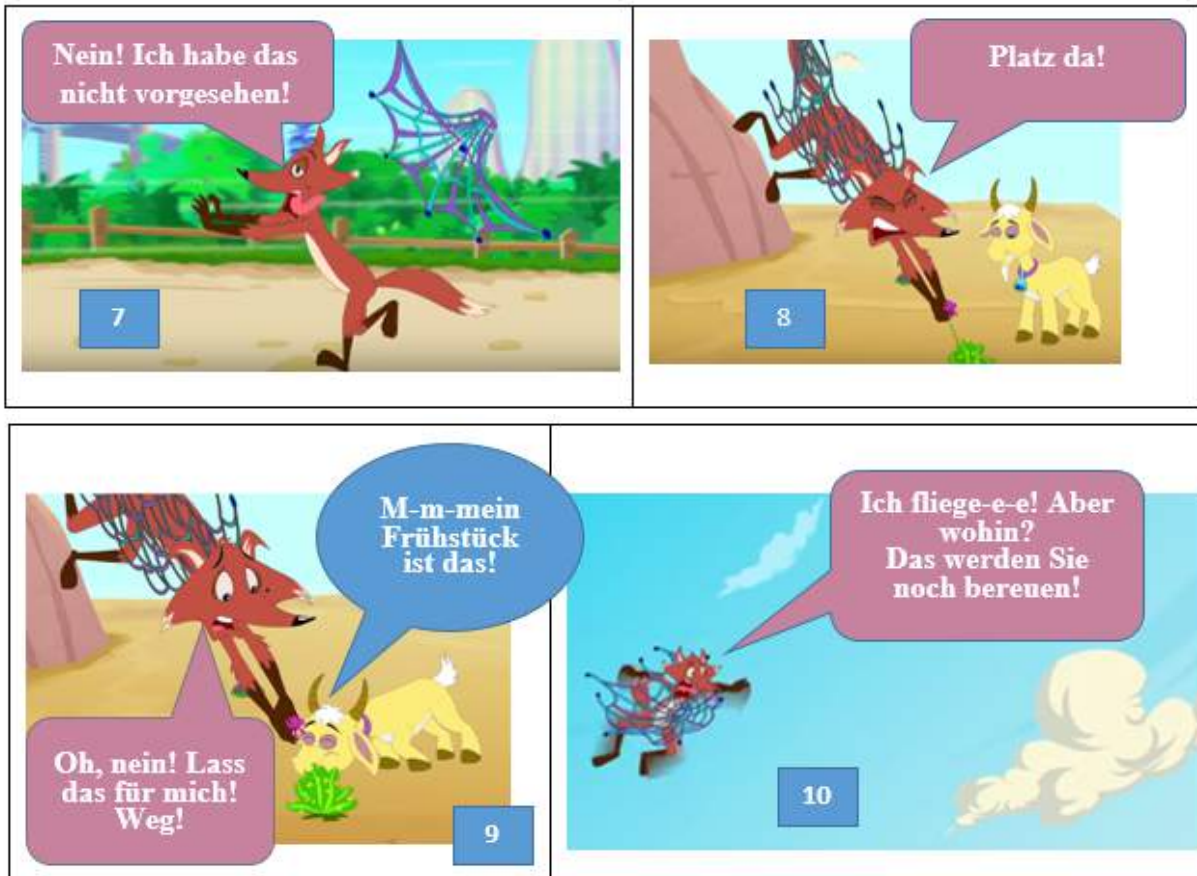 Nein! Ich habe das
nicht vorgesehen!
7
Platz da!
8
M-m-mein
Frühstück
ist das!
Oh, nein! Lass
das für mich!
Weg!
9
Ich fliege-e-e! Aber
wohin?
Das werden Sie
noch bereuen!
10